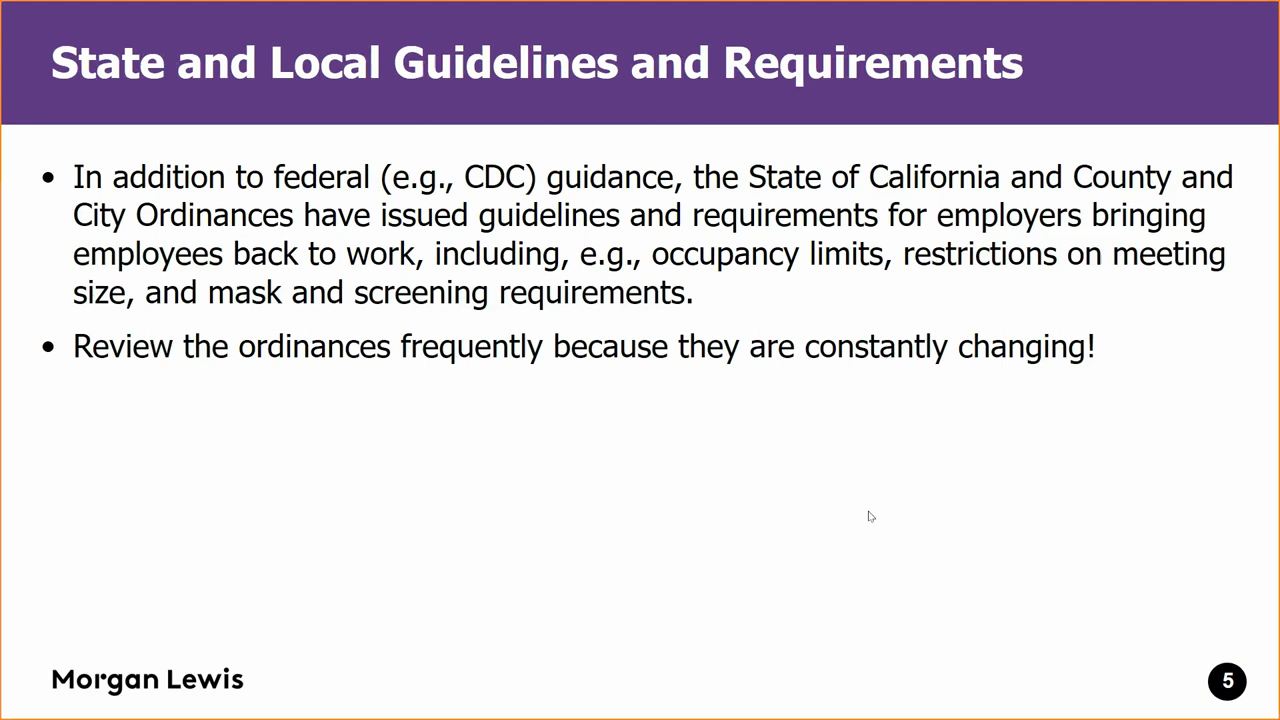 State and Local Guidelines and Requirements
• In addition to federal (e.g., CDC) guidance, the State of California and County and
City Ordinances have issued guidelines and requirements for employers bringing
employees back to work, including, e.g., occupancy limits, restrictions on meeting
size, and mask and screening requirements.
• Review the ordinances frequently because they are constantly changing!
Morgan Lewis
5